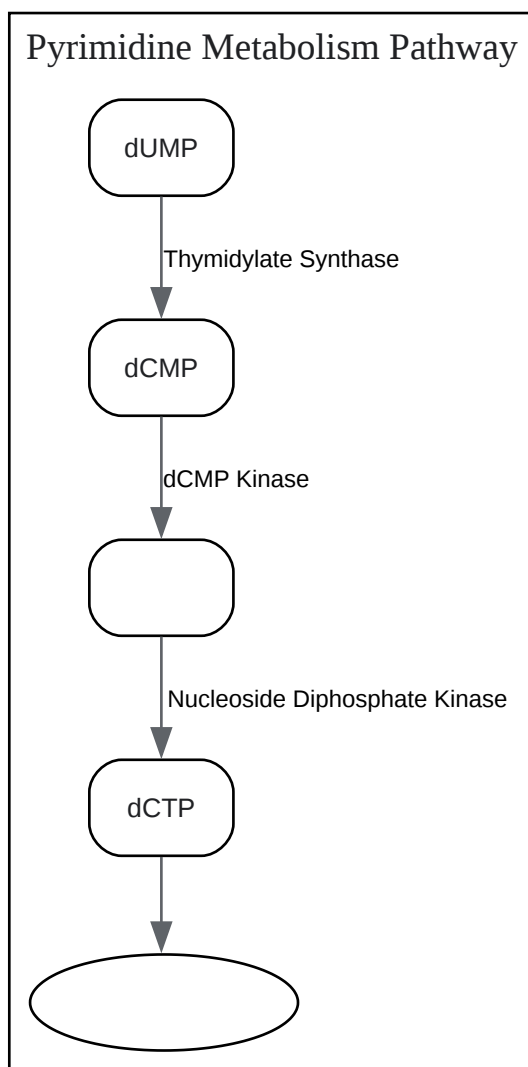 Pyrimidine Metabolism Pathway
dUMP
Thymidylate Synthase
dCMP
dCMP Kinase
Nucleoside Diphosphate Kinase
dCTP